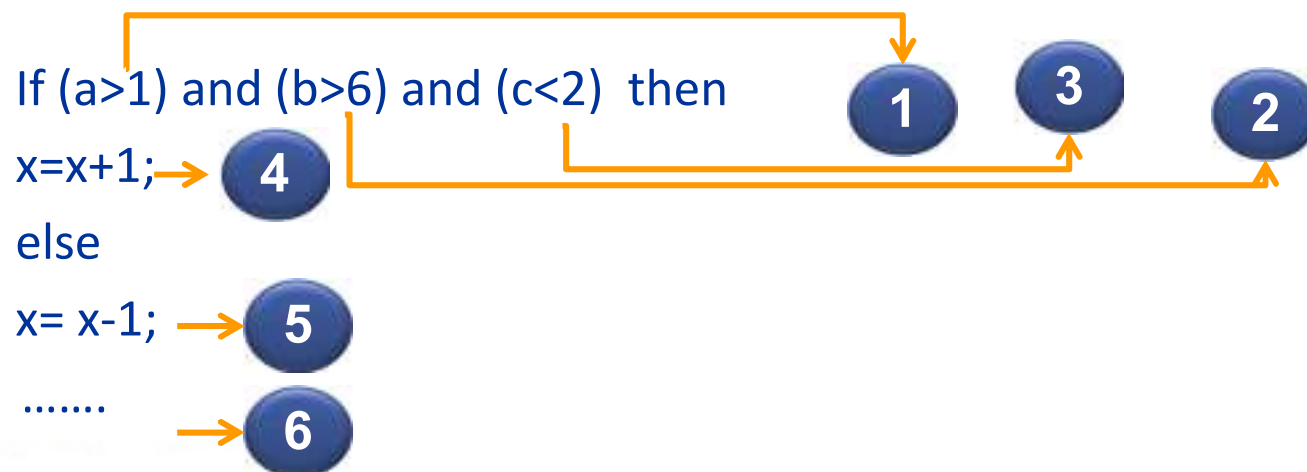 If (a>1) and (b>6) and (c<2) then
1
3
2
x=x+1;
4
else
x= x-1;
5
.......
6